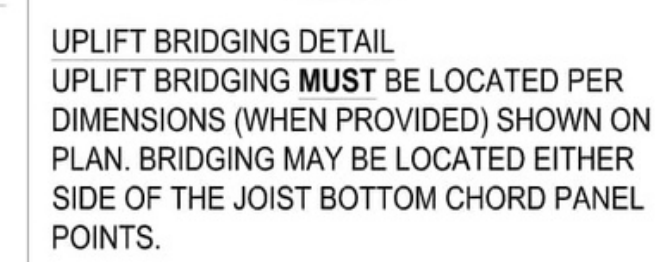 UPLIFT BRIDGING DETAIL
UPLIFT BRIDGING MUST BE LOCATED PER
DIMENSIONS (WHEN PROVIDED) SHOWN ON
PLAN. BRIDGING MAY BE LOCATED EITHER
SIDE OF THE JOIST BOTTOM CHORD PANEL
POINTS.